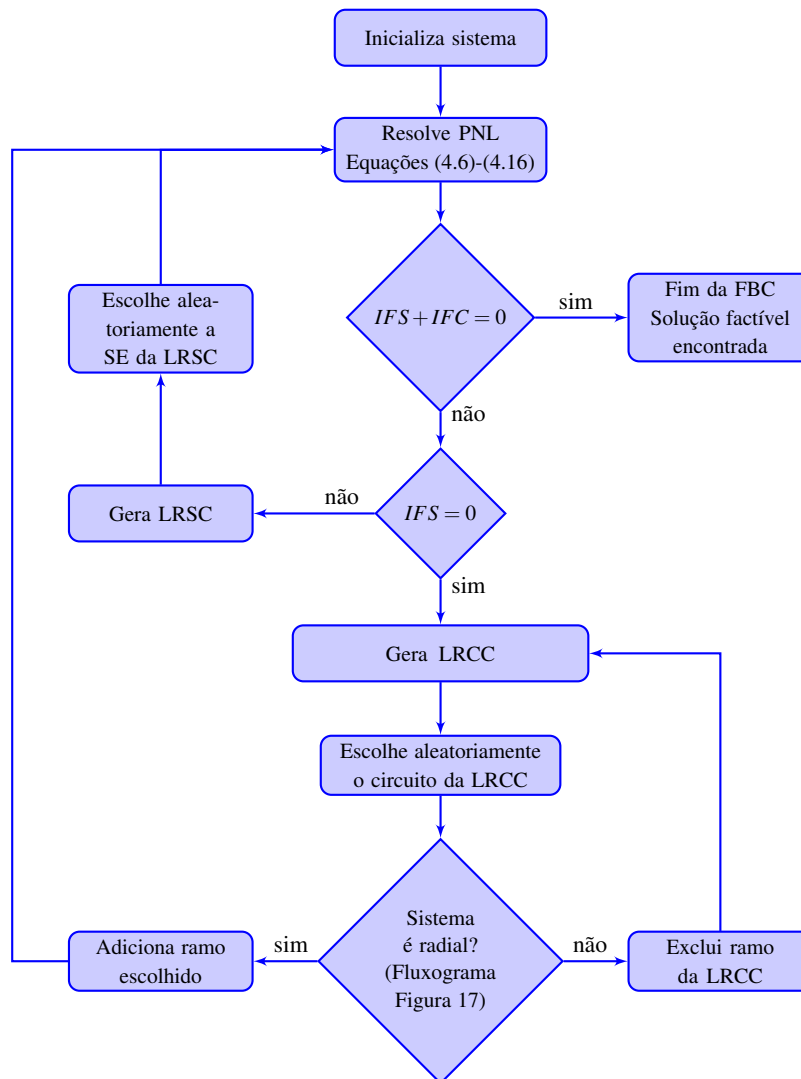 Inicializa sistema
Resolve PNL
Equações (4.6)-(4.16)
Escolhe alea-
toriamente a
SE da LRSC
IFS + IFC = 0
sim
Fim da FBC
Solução factível
encontrada
não
Gera LRSC
não
IFS = 0
sim
Gera LRCC
Escolhe aleatoriamente
o circuito da LRCC
Adiciona ramo
escolhido
sim
Sistema
é radial?
(Fluxograma
Figura 17)
não
Exclui ramo
da LRCC